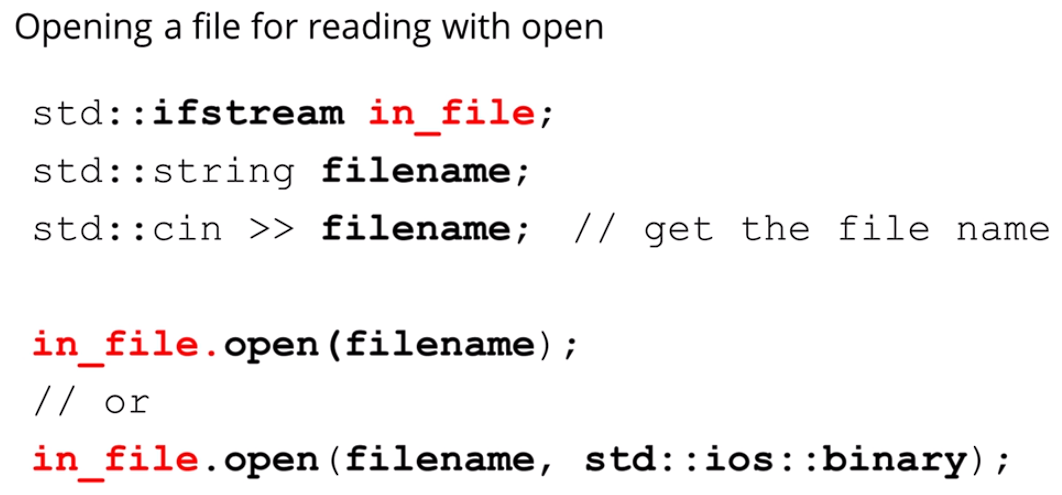 Opening a file for reading with open
std::ifstream in_file;
std::string filename;
std::cin >> filename;  // get the file name
in_file.open(filename);
// or
in_file.open(filename, std::ios::binary);